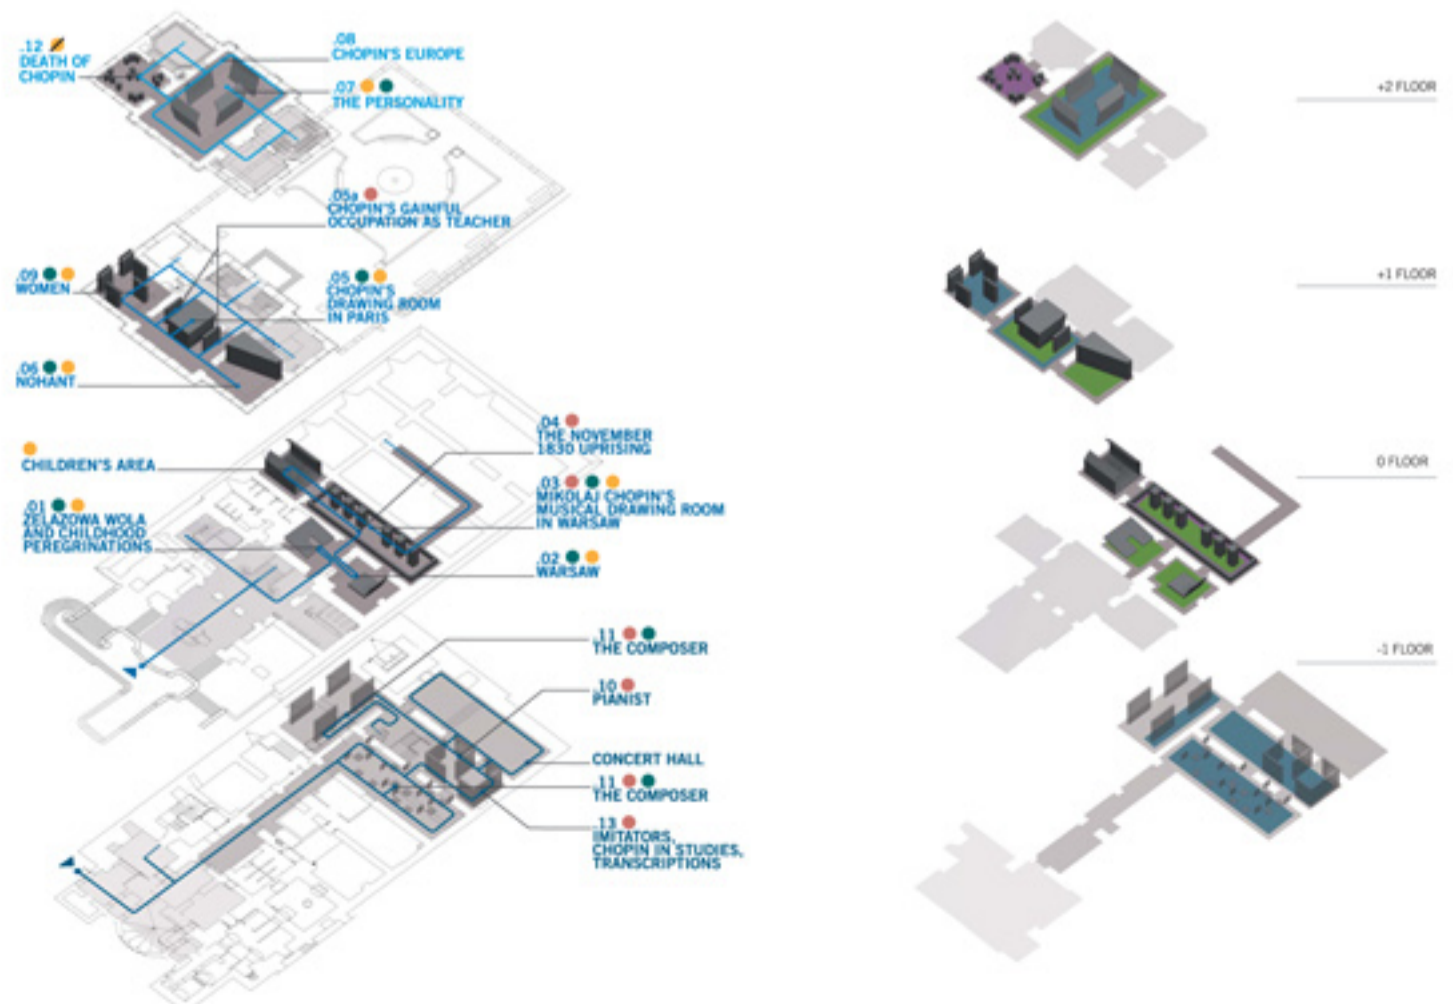 .12
DEATH OF
CHOPIN
.08
CHOPIN'S EUROPE
.07
THE PERSONALITY
.05a
CHOPIN'S GAINFUL
OCCUPATION AS TEACHER
.09
WOMEN
.05
CHOPIN'S
DRAWING ROOM
IN PARIS
.06
NOHANT
.04
THE NOVEMBER
1830 UPRISING
CHILDREN'S AREA
.03
MIKOLAJ CHOPIN'S
MUSICAL DRAWING ROOM
IN WARSAW
.01
ZELAZOWA WOLA
AND CHILDHOOD
PEREGRINATIONS
.02
WARSAW
.11
THE COMPOSER
.10
PIANIST
CONCERT HALL
.11
THE COMPOSER
.13
IMITATORS,
CHOPIN IN STUDIES,
TRANSCRIPTIONS
+2 FLOOR
+1 FLOOR
0 FLOOR
-1 FLOOR